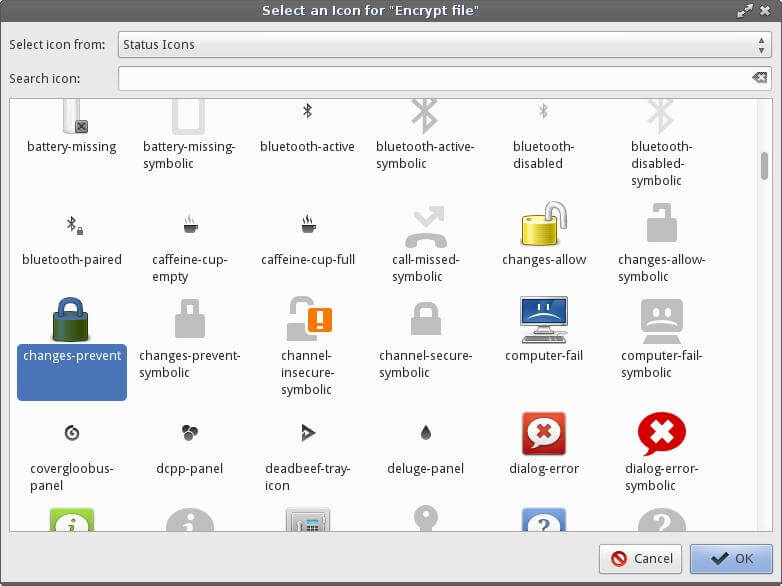 Select an Icon for "Encrypt file"
Select icon from: Status Icons
Search icon:
battery-missing
battery-missing-
symbolic
bluetooth-active
bluetooth-active-
symbolic
bluetooth-
disabled
bluetooth-
disabled-
symbolic
bluetooth-paired
caffeine-cup-
empty
caffeine-cup-full
call-missed-
symbolic
changes-allow
changes-allow-
symbolic
changes-prevent
changes-prevent-
symbolic
channel-
insecure-
symbolic
channel-secure-
symbolic
computer-fail
computer-fail-
symbolic
covergloobus-
panel
dcpp-panel
deadbeef-tray-
icon
deluge-panel
dialog-error
dialog-error-
symbolic
Cancel
OK